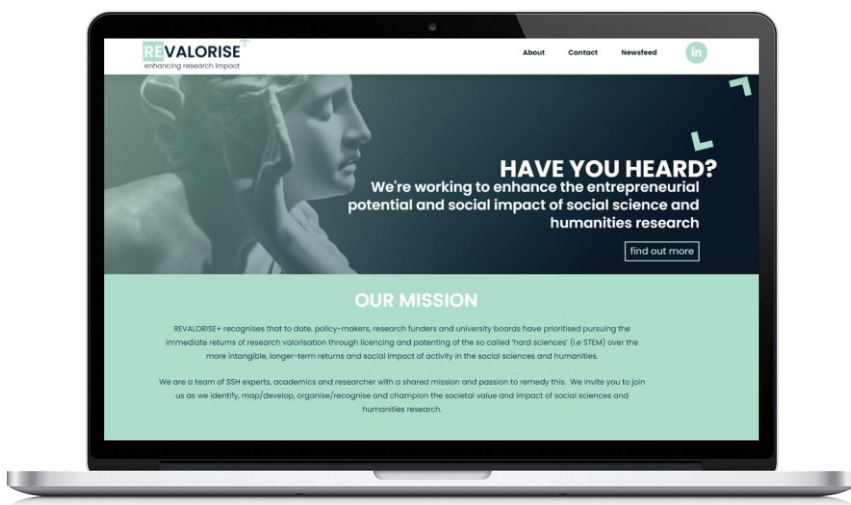 REVALORISE+
enhancing research impact
About
Contact
Newsfeed
in
HAVE YOU HEARD?
We're working to enhance the entrepreneurial
potential and social impact of social science and
humanities research
find out more
OUR MISSION
REVALORISE+ recognises that to date, policy-makers, research funders and university boards have prioritised pursuing the
immediate returns of research valorisation through licencing and patenting of the so called 'hard sciences' (i.e STEM) over the
more intangible, longer-term returns and social impact of activity in the social sciences and humanities.
We are a team of SSH experts, academics and researcher with a shared mission and passion to remedy this. We invite you to join
us as we identify, map/develop, organise/recognise and champion the societal value and impact of social sciences and
humanities research.